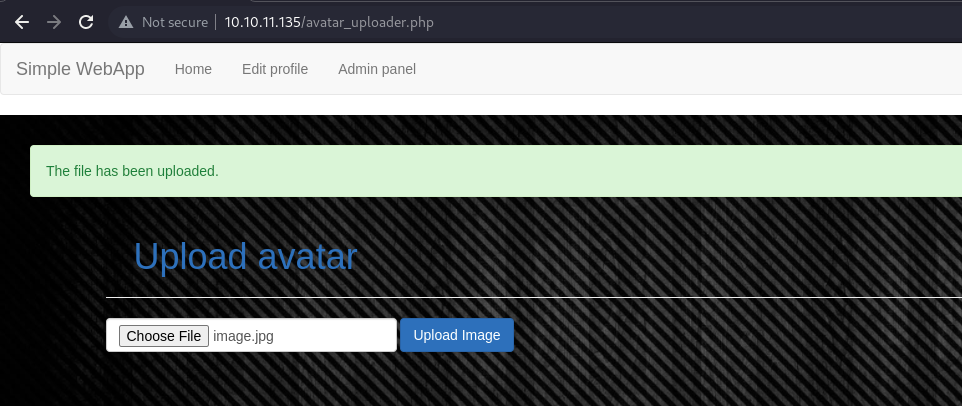 Not secure | 10.10.11.135/avatar_uploader.php
Simple WebApp Home Edit profile Admin panel
The file has been uploaded.
Upload avatar
Choose File image.jpg Upload Image